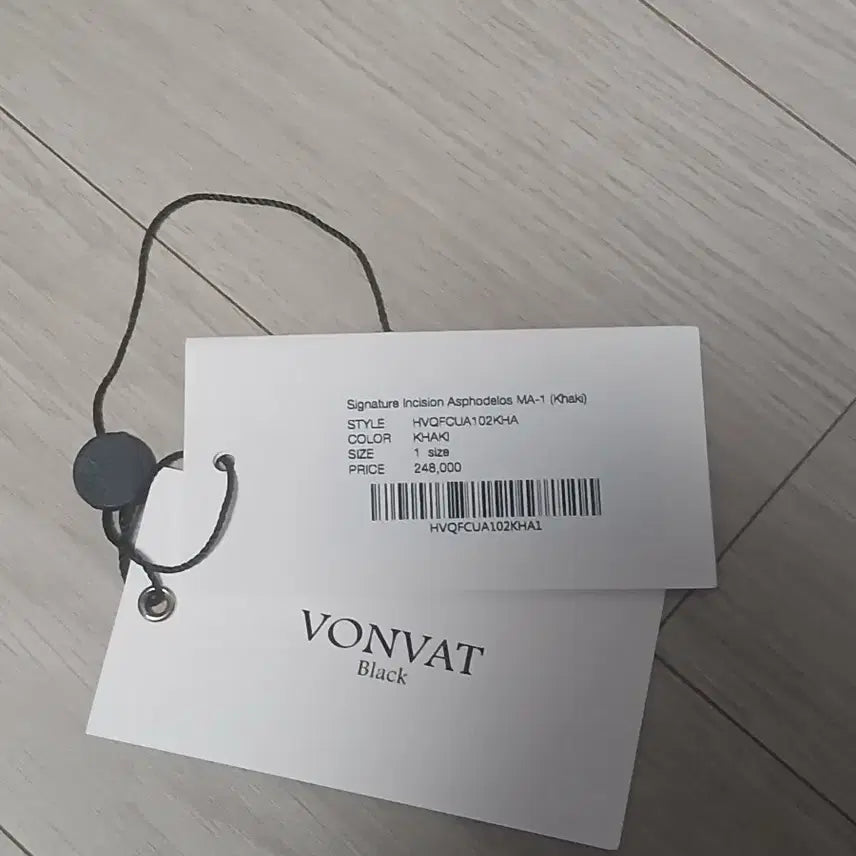 Signature Incision Asphodelos MA-1 (Khaki)
STYLE HVQFCUA102KHA
COLOR KHAKI
SIZE 1 size
PRICE 248,000
HVQFCUA102KHA1
VONVAT
Black